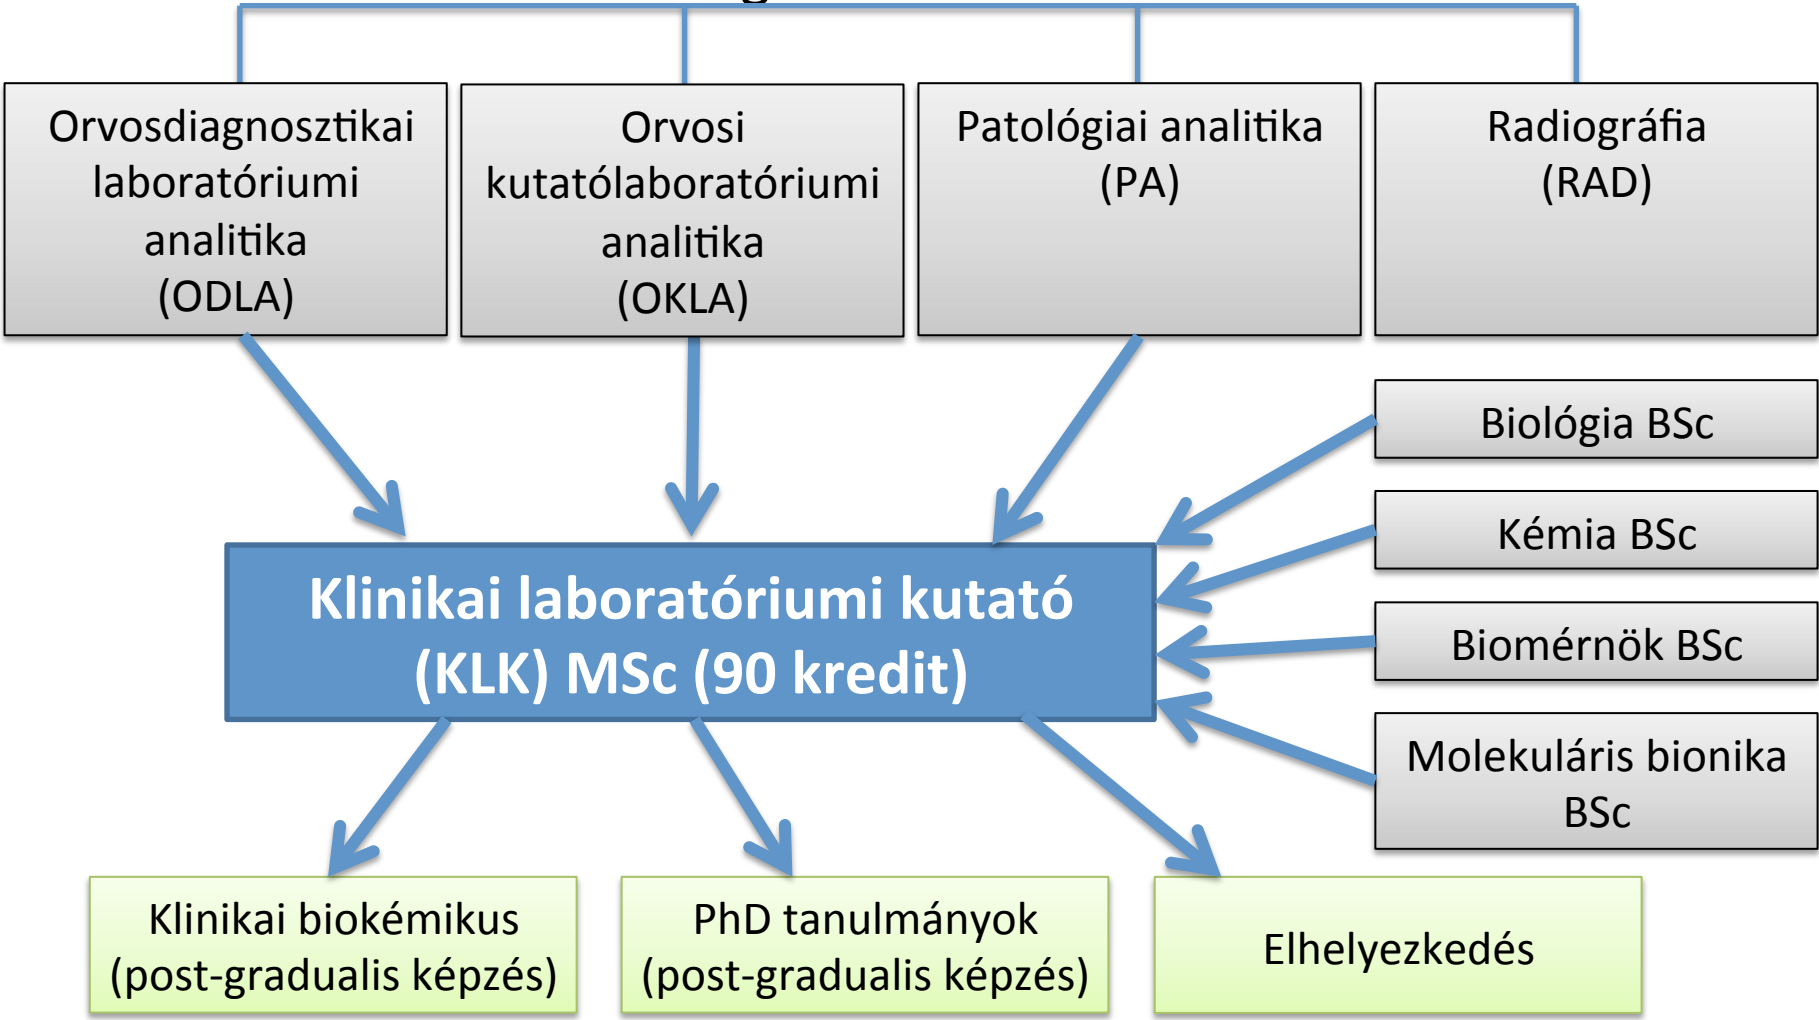 Orvosdiagnosztikai
laboratóriumi
analitika
(ODLA)
Orvosi
kutatólaboratóriumi
analitika
(OKLA)
Patológiai analitika
(PA)
Radiográfia
(RAD)
Biológia BSc
Kémia BSc
Biomérnök BSc
Molekuláris bionika
BSc
Klinikai laboratóriumi kutató
(KLK) MSc (90 kredit)
Klinikai biokémikus
(post-gradualis képzés)
PhD tanulmányok
(post-gradualis képzés)
Elhelyezkedés